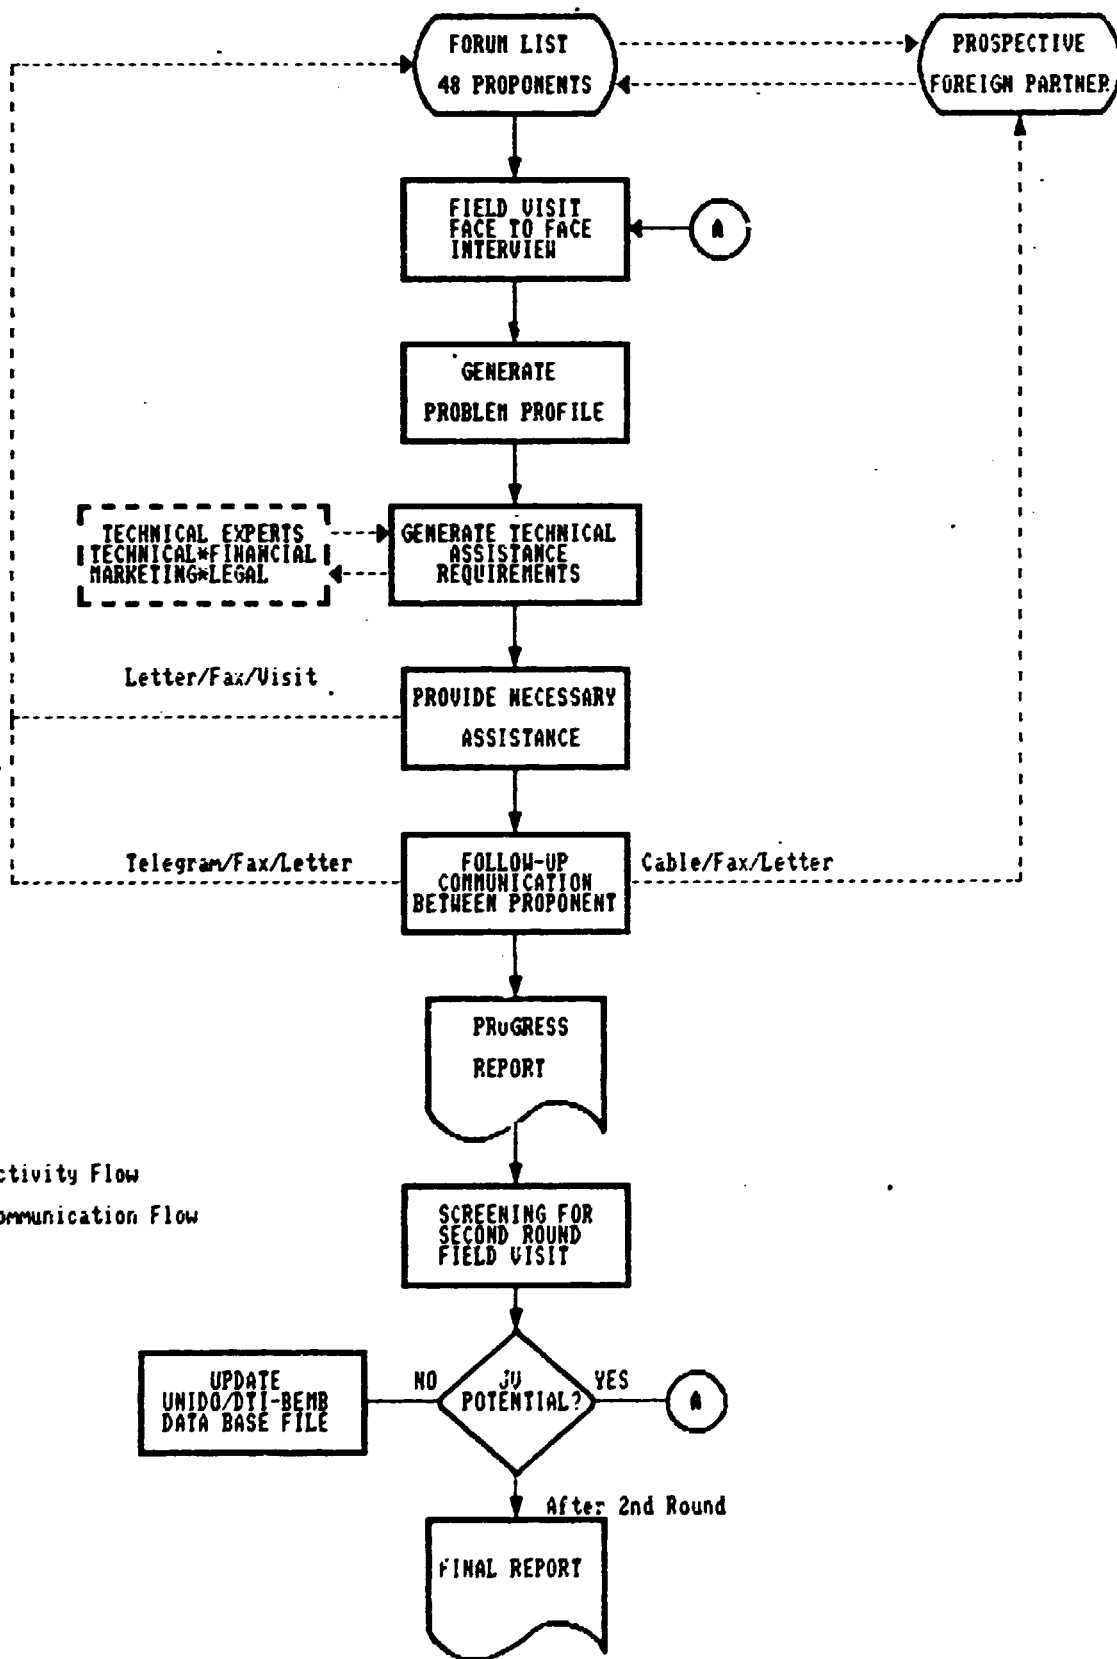 FORUM LIST
48 PROPONENTS
PROSPECTIVE
FOREIGN PARTNER
FIELD VISIT
FACE TO FACE
INTERVIEW
A
GENERATE
PROBLEM PROFILE
TECHNICAL EXPERTS
TECHNICAL*FINANCIAL
MARKETING*LEGAL
GENERATE TECHNICAL
ASSISTANCE
REQUIREMENTS
Letter/Fax/Visit
PROVIDE NECESSARY
ASSISTANCE
Telegram/Fax/Letter
FOLLOW-UP
COMMUNICATION
BETWEEN PROPONENT
Cable/Fax/Letter
PROGRESS
REPORT
ctivity Flow
ommunication Flow
SCREENING FOR
SECOND ROUND
FIELD VISIT
UPDATE
UNIDO/DTI-BEMB
DATA BASE FILE
NO
JV
POTENTIAL?
YES
A
After 2nd Round
FINAL REPORT